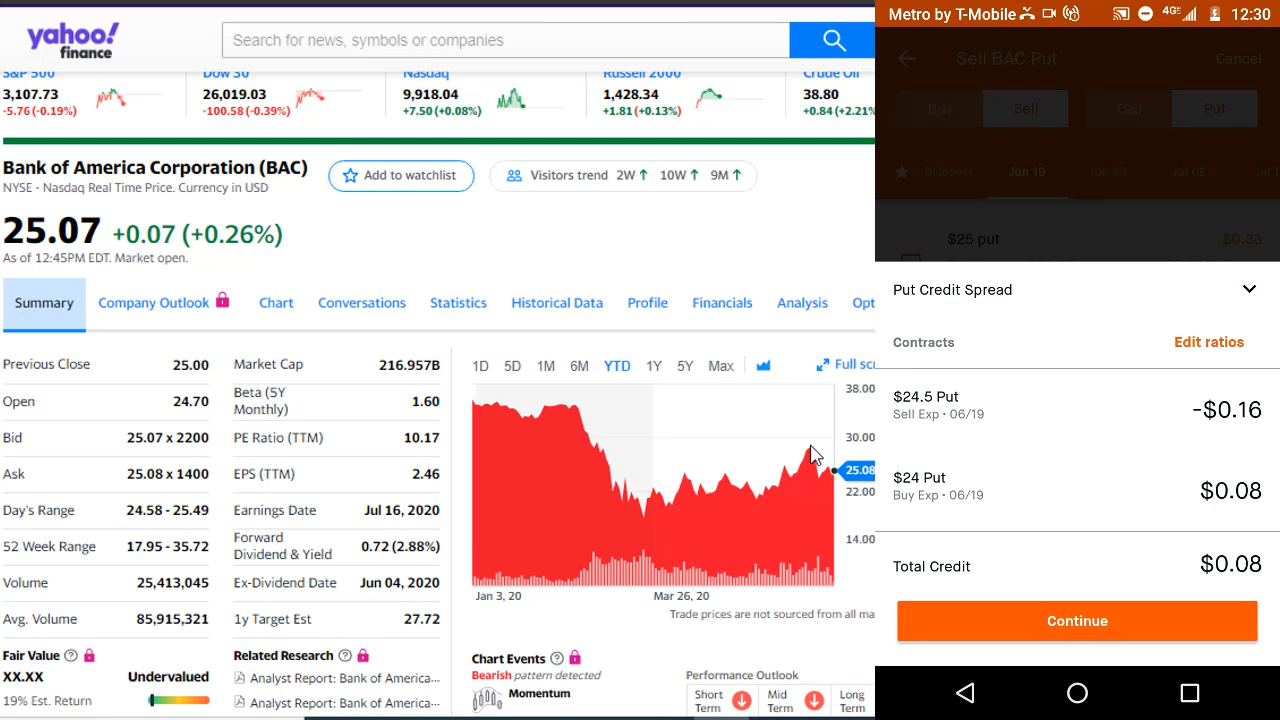 yahoo!
finance
Search for news, symbols or companies
S&P 500
3,107.73
-5.76 (-0.19%)
Dow 30
26,019.03
-100.58 (-0.39%)
Nasdaq
9,918.04
+7.50 (+0.08%)
Russell 2000
1,428.34
+1.81 (+0.13%)
Crude Oil
38.80
+0.84 (+2.21%
Bank of America Corporation (BAC)
NYSE - Nasdaq Real Time Price. Currency in USD
Add to watchlist
Visitors trend 2W 10W 9M
25.07 +0.07 (+0.26%)
As of 12:45PM EDT. Market open.
Summary
Company Outlook
Chart
Conversations
Statistics
Historical Data
Profile
Financials
Analysis
Opt
Previous Close 25.00
Open 24.70
Bid 25.07 x 2200
Ask 25.08 x 1400
Day's Range 24.58 - 25.49
52 Week Range 17.95 - 35.72
Volume 25,413,045
Avg. Volume 85,915,321
Market Cap 216.957B
Beta (5Y
Monthly) 1.60
PE Ratio (TTM) 10.17
EPS (TTM) 2.46
Earnings Date Jul 16, 2020
Forward
Dividend & Yield 0.72 (2.88%)
Ex-Dividend Date Jun 04, 2020
1y Target Est 27.72
Fair Value
XX.XX Undervalued
19% Est. Return
Related Research
Analyst Report: Bank of America...
Analyst Report: Bank of America...
1D 5D 1M 6M YTD 1Y 5Y Max
Full scr
38.00
30.00
25.08
22.00
14.00
Jan 3, 20
Mar 26, 20
Trade prices are not sourced from all ma
Chart Events
Bearish pattern detected
Momentum
Performance Outlook
Short
Term
Mid
Term
Long
Term
Metro by T-Mobile
4GE
12:30
Sell BAC Put
Cancel
Buy
Sell
Call
Put
Discover
Jun 19
Jul 02
$25 put
$0.33
Put Credit Spread
Contracts
Edit ratios
$24.5 Put
Sell Exp • 06/19
-$0.16
$24 Put
Buy Exp • 06/19
$0.08
Total Credit
$0.08
Continue